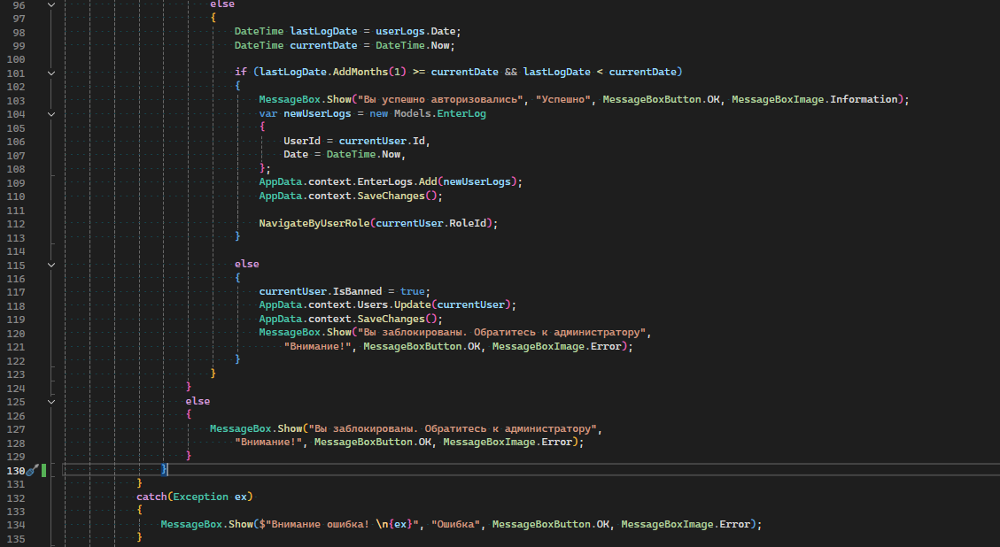 96 else
97 {
98 DateTime lastLogDate = userLogs.Date;
99 DateTime currentDate = DateTime.Now;
100
101 if (lastLogDate.AddMonths(1) >= currentDate && lastLogDate < currentDate)
102 {
103 MessageBox.Show("Вы успешно авторизовались", "Успешно", MessageBoxButton.OK, MessageBoxImage.Information);
104 var newUserLogs = new Models.EnterLog
105 {
106 UserId = currentUser.Id,
107 Date = DateTime.Now,
108 };
109 AppData.context.EnterLogs.Add(newUserLogs);
110 AppData.context.SaveChanges();
111
112 NavigateByUserRole(currentUser.RoleId);
113 }
114
115 else
116 {
117 currentUser.IsBanned = true;
118 AppData.context.Users.Update(currentUser);
119 AppData.context.SaveChanges();
120 MessageBox.Show("Вы заблокированы. Обратитесь к администратору",
121 "Внимание!", MessageBoxButton.OK, MessageBoxImage.Error);
122 }
123 }
124 }
125 else
126 {
127 MessageBox.Show("Вы заблокированы. Обратитесь к администратору",
128 "Внимание!", MessageBoxButton.OK, MessageBoxImage.Error);
129 }
130 }
131 }
132 catch(Exception ex)
133 {
134 MessageBox.Show($"Внимание ошибка! \n{ex}", "Ошибка", MessageBoxButton.OK, MessageBoxImage.Error);
135 }